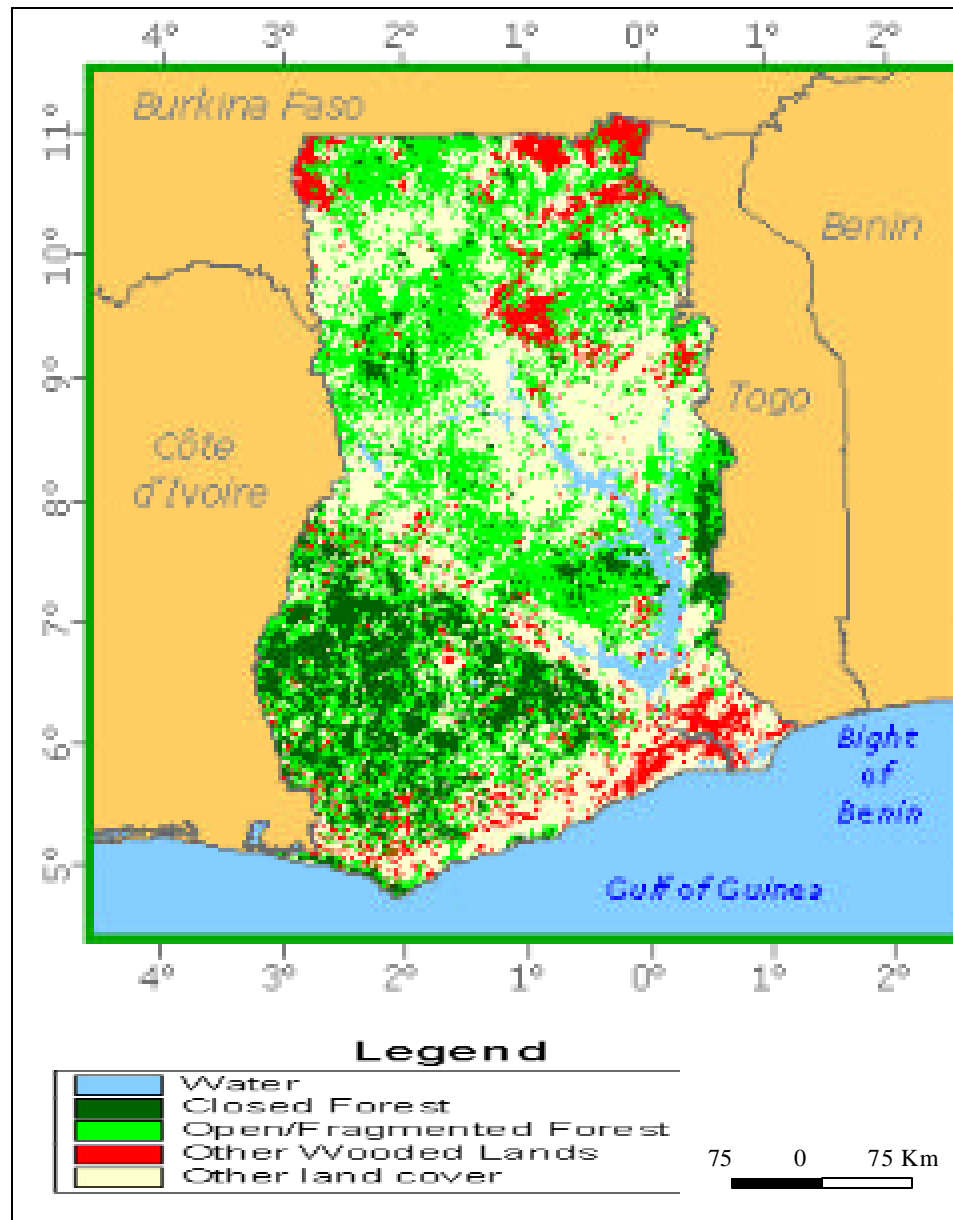 4° 3° 2° 1° 0° 1° 2°
Burkina Faso
11°
Benin
10°
9°
Togo
Côte
d'Ivoire
8°
7°
6°
Bight
of
Benin
5°
Gulf of Guinea
4° 3° 2° 1° 0° 1° 2°
Legend
Water
Closed Forest
Open/Fragmented Forest
Other Wooded Lands
Other land cover
75 0 75 Km